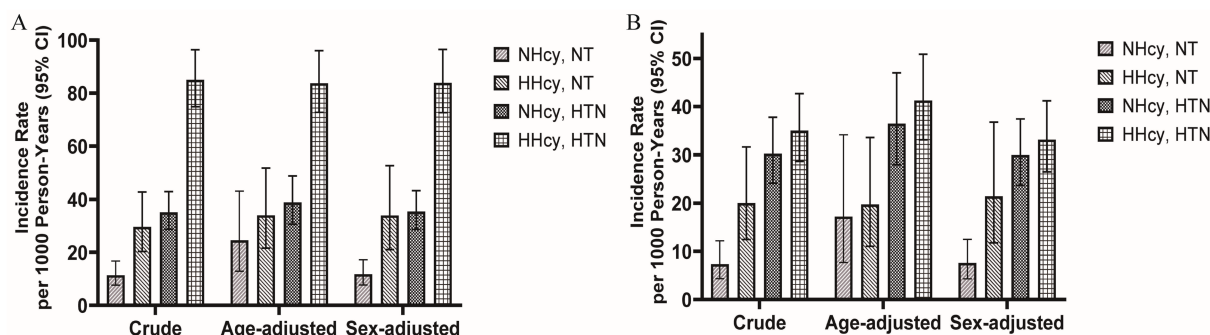 A
Incidence Rate
per 1000 Person-Years (95% CI)
100
80
60
40
20
0
Crude
Age-adjusted
Sex-adjusted
NHcy, NT
HHcy, NT
NHcy, HTN
HHcy, HTN
B
Incidence Rate
per 1000 Person-Years (95% CI)
50
40
30
20
10
0
Crude
Age-adjusted
Sex-adjusted
NHcy, NT
HHcy, NT
NHcy, HTN
HHcy, HTN